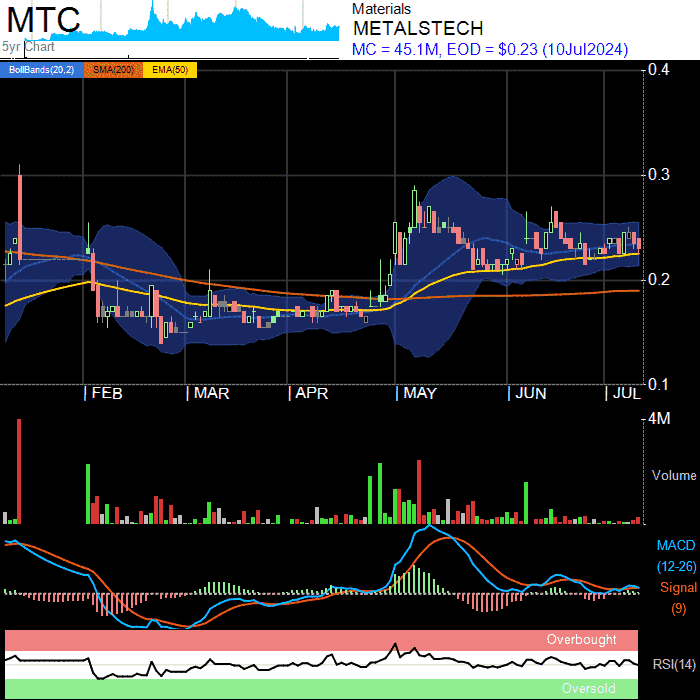 MTC
5yr Chart
Materials
METALSTECH
MC = 45.1M, EOD = $0.23 (10Jul2024)
BollBands(20,2) SMA(200) EMA(50)
0.4
0.3
0.2
0.1
FEB MAR APR MAY JUN JUL
4M
Volume
MACD
(12-26)
Signal
(9)
Overbought
RSI(14)
Oversold